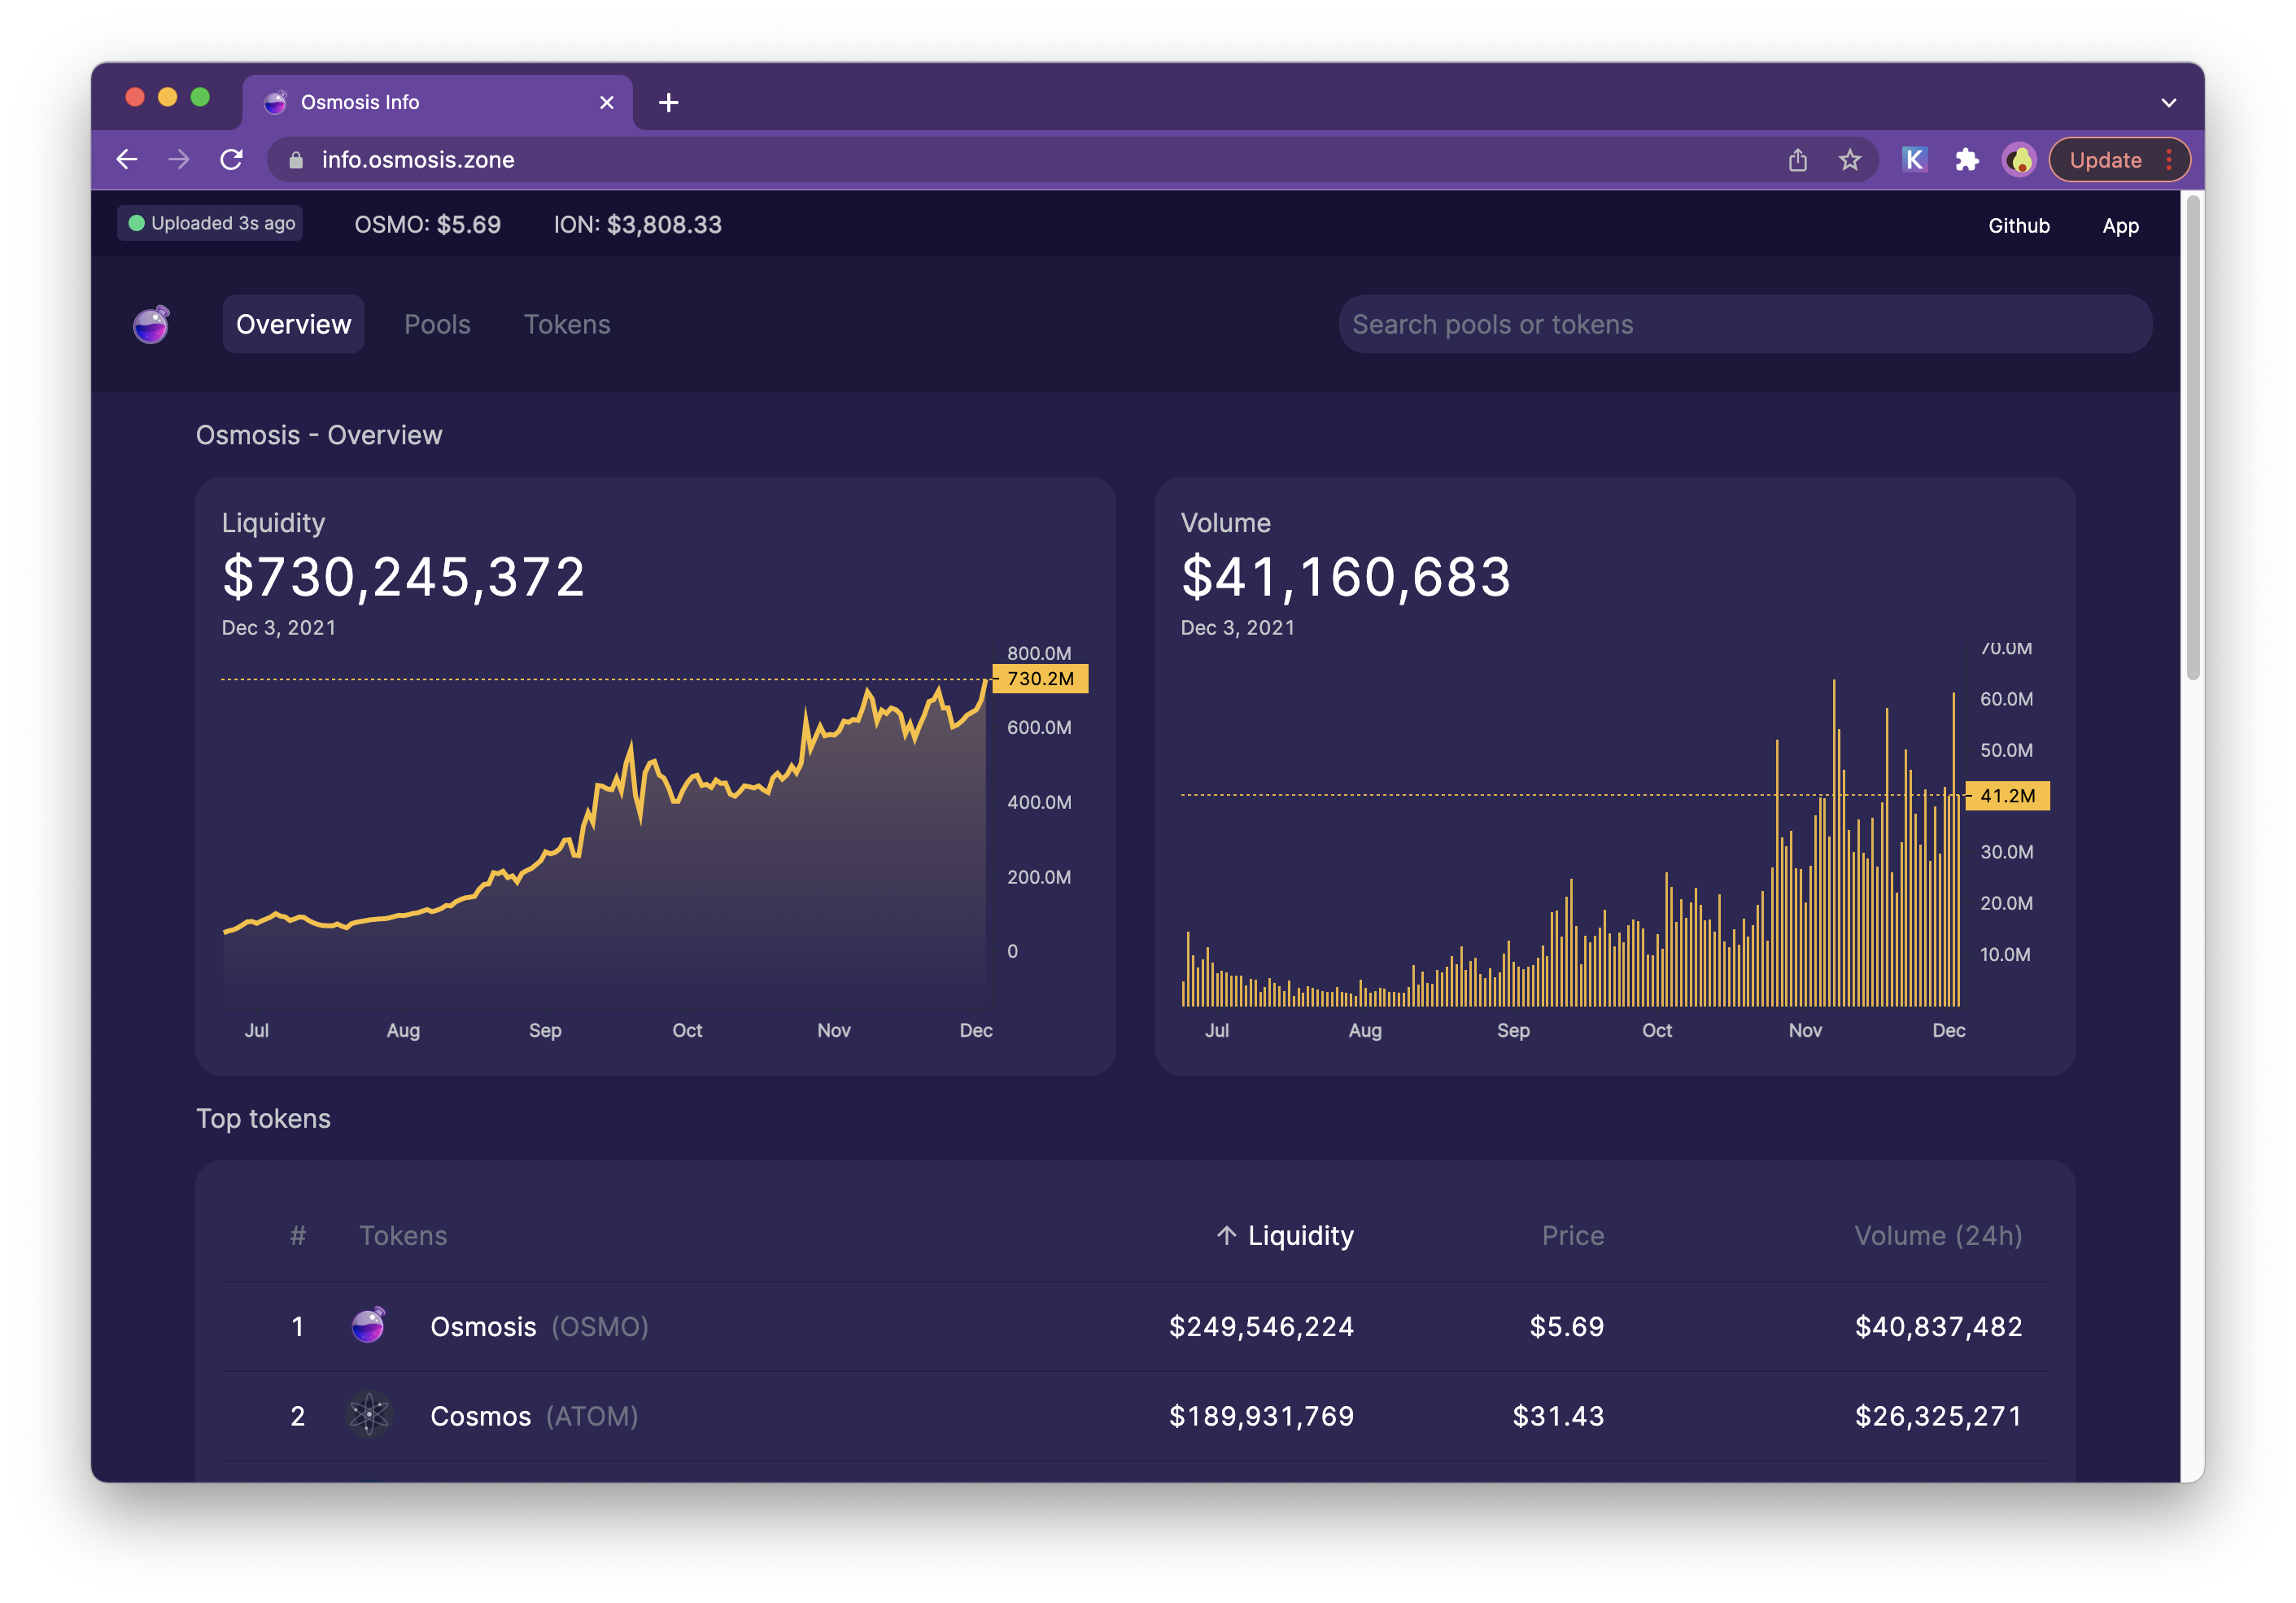 Osmosis Info
info.osmosis.zone
K
Update
Uploaded 3s ago OSMO: $5.69 ION: $3,808.33 Github App
Overview Pools Tokens Search pools or tokens
Osmosis - Overview
Liquidity
$730,245,372
Dec 3, 2021
800.0M
730.2M
600.0M
400.0M
200.0M
0
Jul Aug Sep Oct Nov Dec
Volume
$41,160,683
Dec 3, 2021
70.0M
60.0M
50.0M
41.2M
30.0M
20.0M
10.0M
Jul Aug Sep Oct Nov Dec
Top tokens
# Tokens ↑ Liquidity Price Volume (24h)
1 Osmosis (OSMO) $249,546,224 $5.69 $40,837,482
2 Cosmos (ATOM) $189,931,769 $31.43 $26,325,271